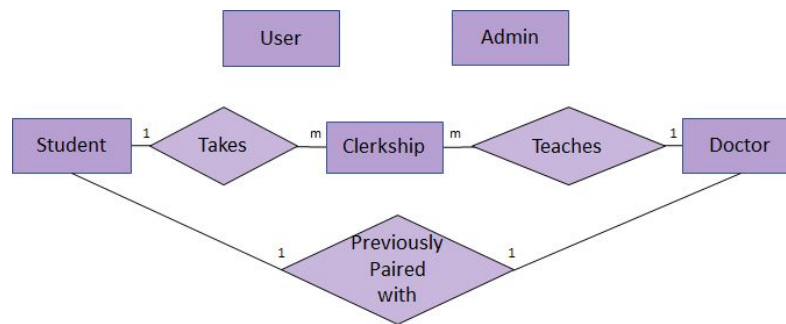 User
Admin
Student
1
Takes
m
Clerkship
m
Teaches
1
Doctor
1
Previously
Paired
with
1